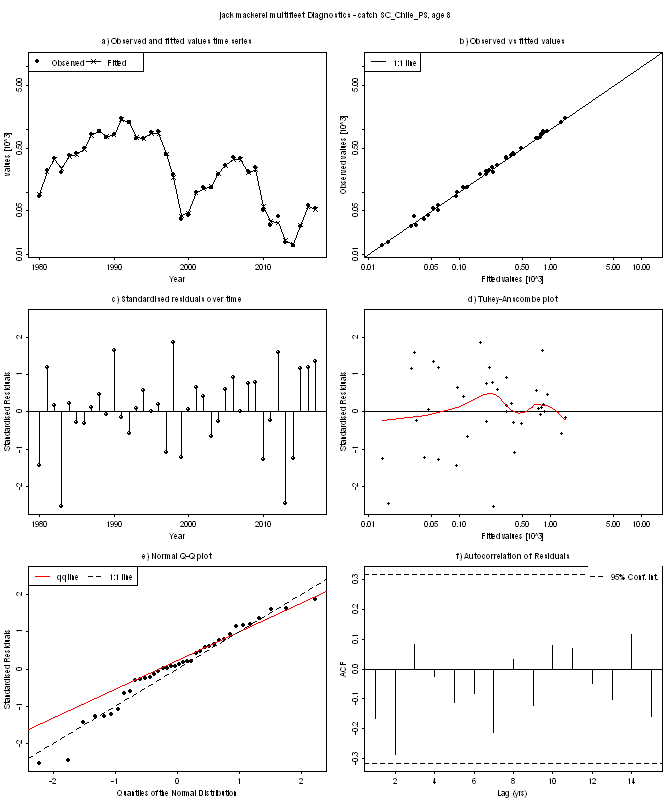 jack mackerel multifleet Diagnostics - catch SC_Chile_PS, age 8
a) Observed and fitted values time series
Observed Fitted
values [10^3]
5.00
0.50
0.05
0.01
1980 1990 2000 2010
Year
b) Observed vs fitted values
1:1 line
Observed values [10^3]
5.00
0.50
0.05
0.01
0.01 0.05 0.10 0.50 1.00 5.00 10.00
Fitted values [10^3]
c) Standardised residuals over time
Standardised Residuals
2
1
0
-1
-2
1980 1990 2000 2010
Year
d) Tukey-Anscombe plot
Standardised Residuals
2
1
0
-1
-2
0.01 0.05 0.10 0.50 1.00 5.00 10.00
Fitted values [10^3]
e) Normal Q-Q plot
qq line 1:1 line
Standardised Residuals
2
1
0
-1
-2
-2 -1 0 1 2
Quantiles of the Normal Distribution
f) Autocorrelation of Residuals
95% Conf. Int.
ACF
0.3
0.2
0.1
0.0
-0.1
-0.2
-0.3
2 4 6 8 10 12 14
Lag (yrs)